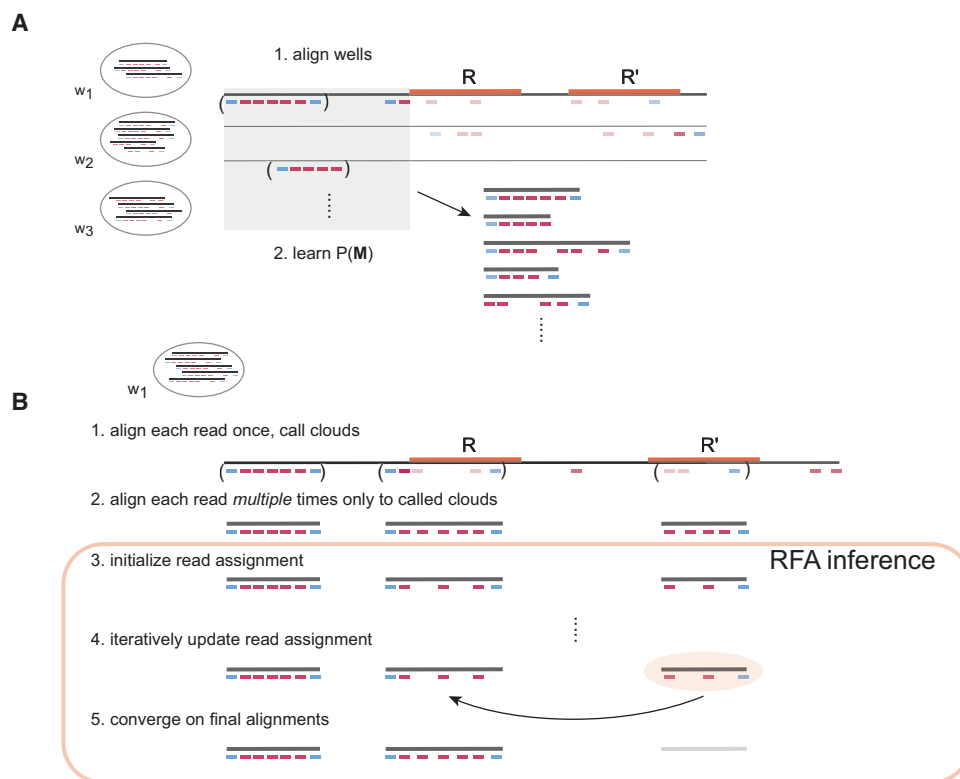 A
1. align wells
R
R'
w1
w2
w3
2. learn P(M)
w1
B
1. align each read once, call clouds
R
R'
2. align each read multiple times only to called clouds
3. initialize read assignment
RFA inference
4. iteratively update read assignment
5. converge on final alignments